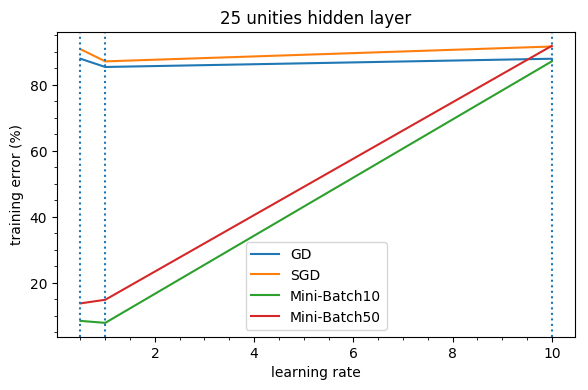 25 unities hidden layer
training error (%)
80
60
40
20
GD
SGD
Mini-Batch10
Mini-Batch50
2
4
6
8
10
learning rate